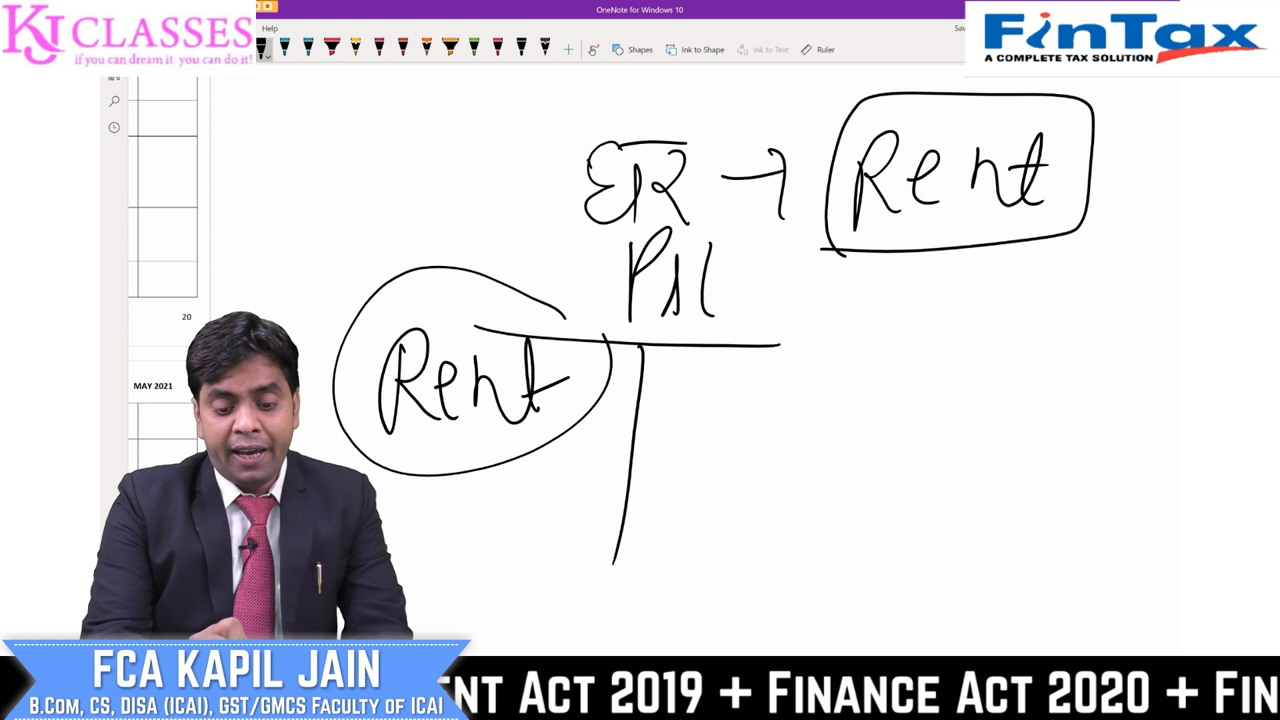 KJ CLASSES
if you can dream it you can do it!
OneNote for Windows 10
Help
Shapes
Ink to Shape
Ink to Text
Ruler
Sav
FinTax
A COMPLETE TAX SOLUTION
ER → Rent
Rent
20
MAY 2021
FCA KAPIL JAIN
B.COM, CS, DISA (ICAI), GST/GMCS FACULTY OF ICAI
NT ACT 2019 + FINANCE ACT 2020 + FIN